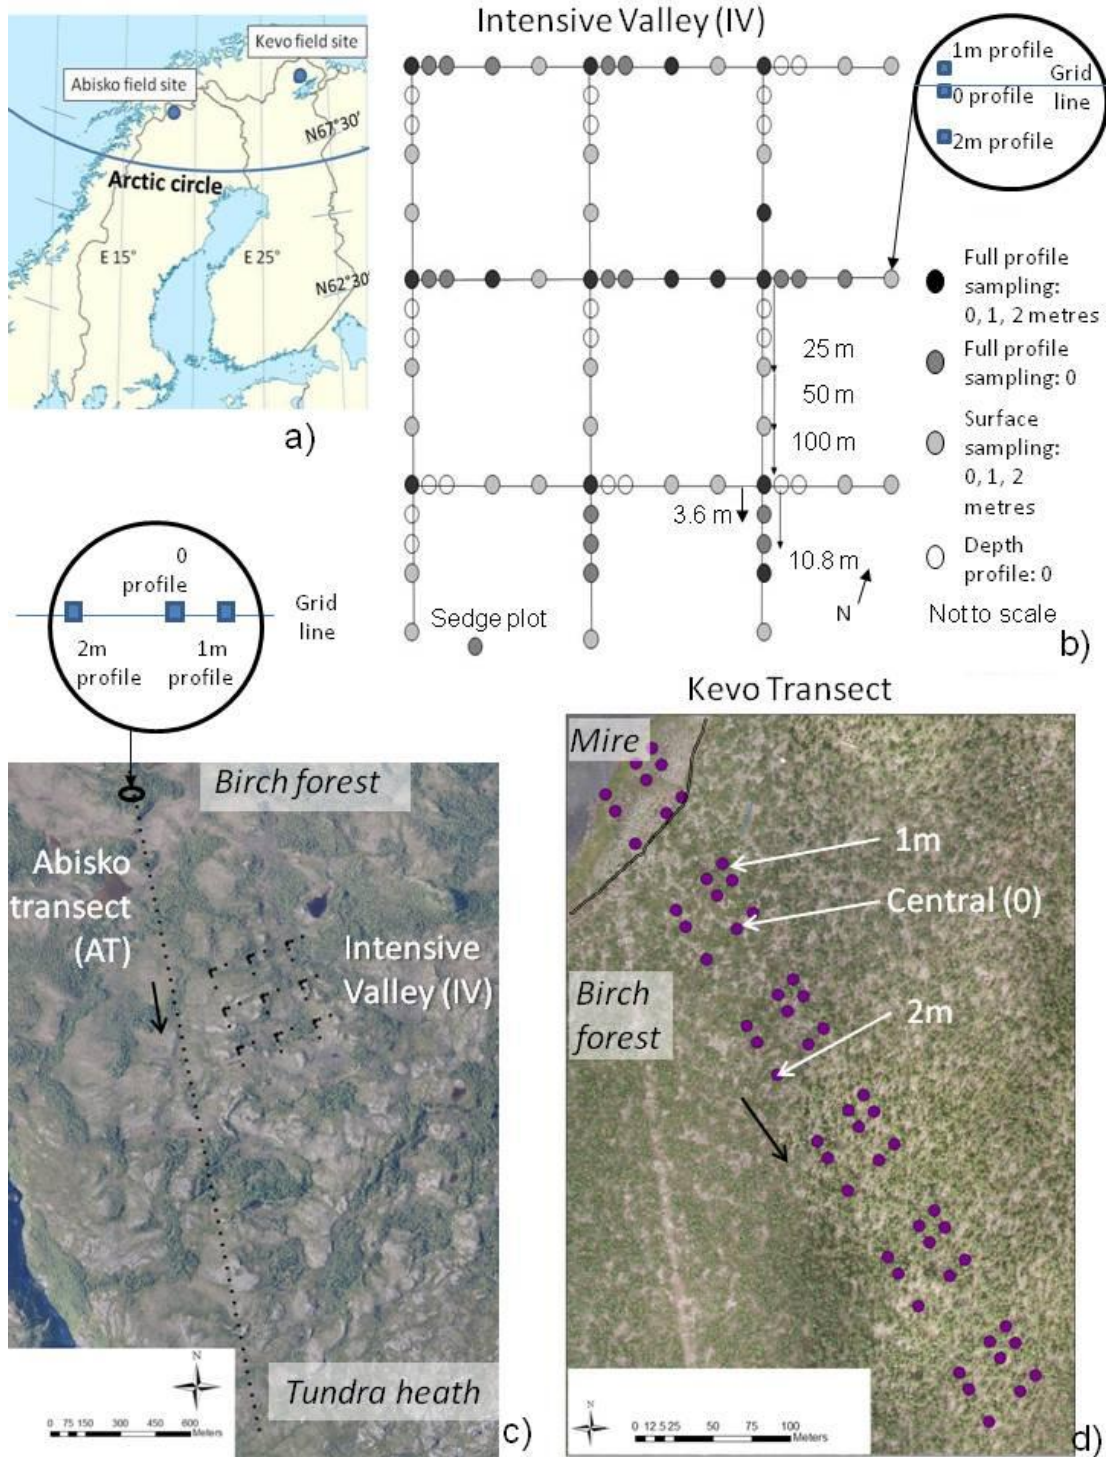 Kevo field site
Abisko field site
N67°30'
Arctic circle
E 15°
E 25°
N62°30'
a)
Intensive Valley (IV)
1m profile
Grid
line
0 profile
2m profile
Full profile
sampling:
0, 1, 2 metres
Full profile
sampling: 0
Surface
sampling:
0, 1, 2
metres
Depth
profile: 0
25 m
50 m
100 m
3.6 m
10.8 m
N
Not to scale
Sedge plot
b)
0
profile
Grid
line
2m
profile
1m
profile
Birch forest
Abisko
transect
(AT)
Intensive
Valley (IV)
Tundra heath
N
0 75 150 300 450 600
Meters
c)
Kevo Transect
Mire
1m
Central (0)
Birch
forest
2m
N
0 12.5 25 50 75 100
Meters
d)